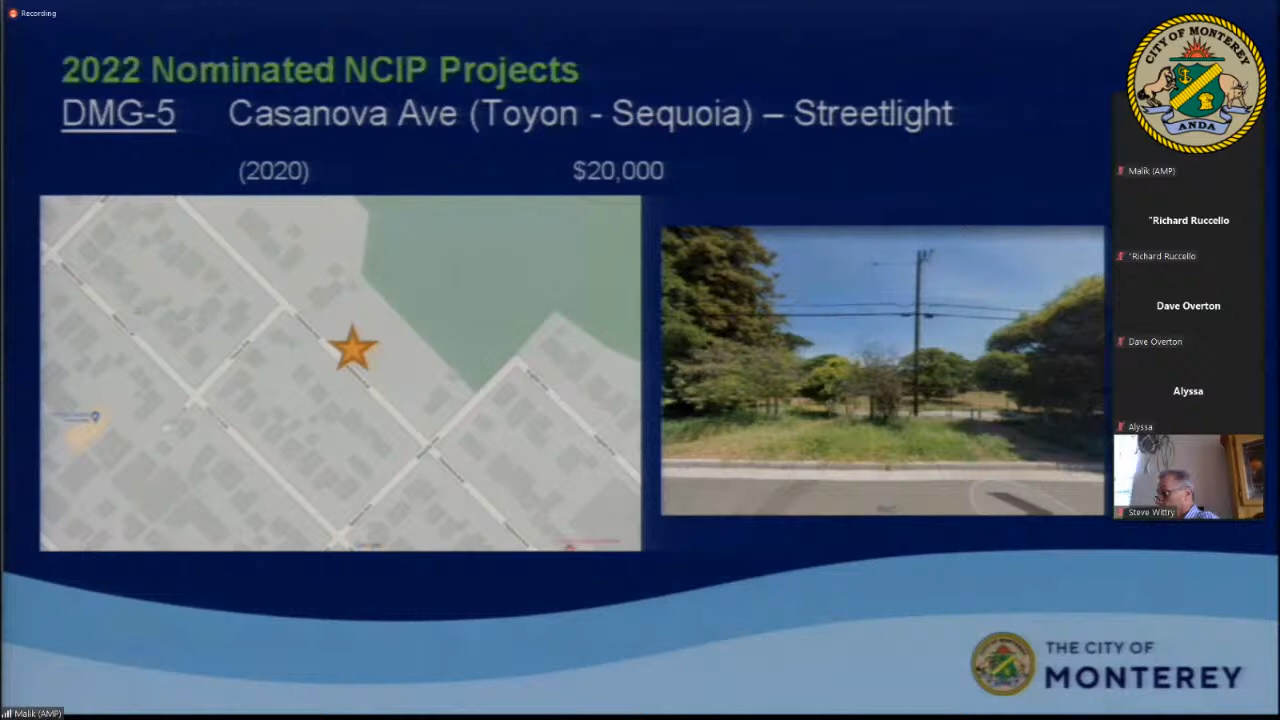 Recording
2022 Nominated NCIP Projects
DMG-5 Casanova Ave (Toyon - Sequoia) – Streetlight
(2020) $20,000
CITY OF MONTEREY
ANDA
Malik (AMP)
"Richard Ruccello
"Richard Ruccello
Dave Overton
Dave Overton
Alyssa
Alyssa
Steve Wittry
THE CITY OF
MONTEREY
Malik (AMP)